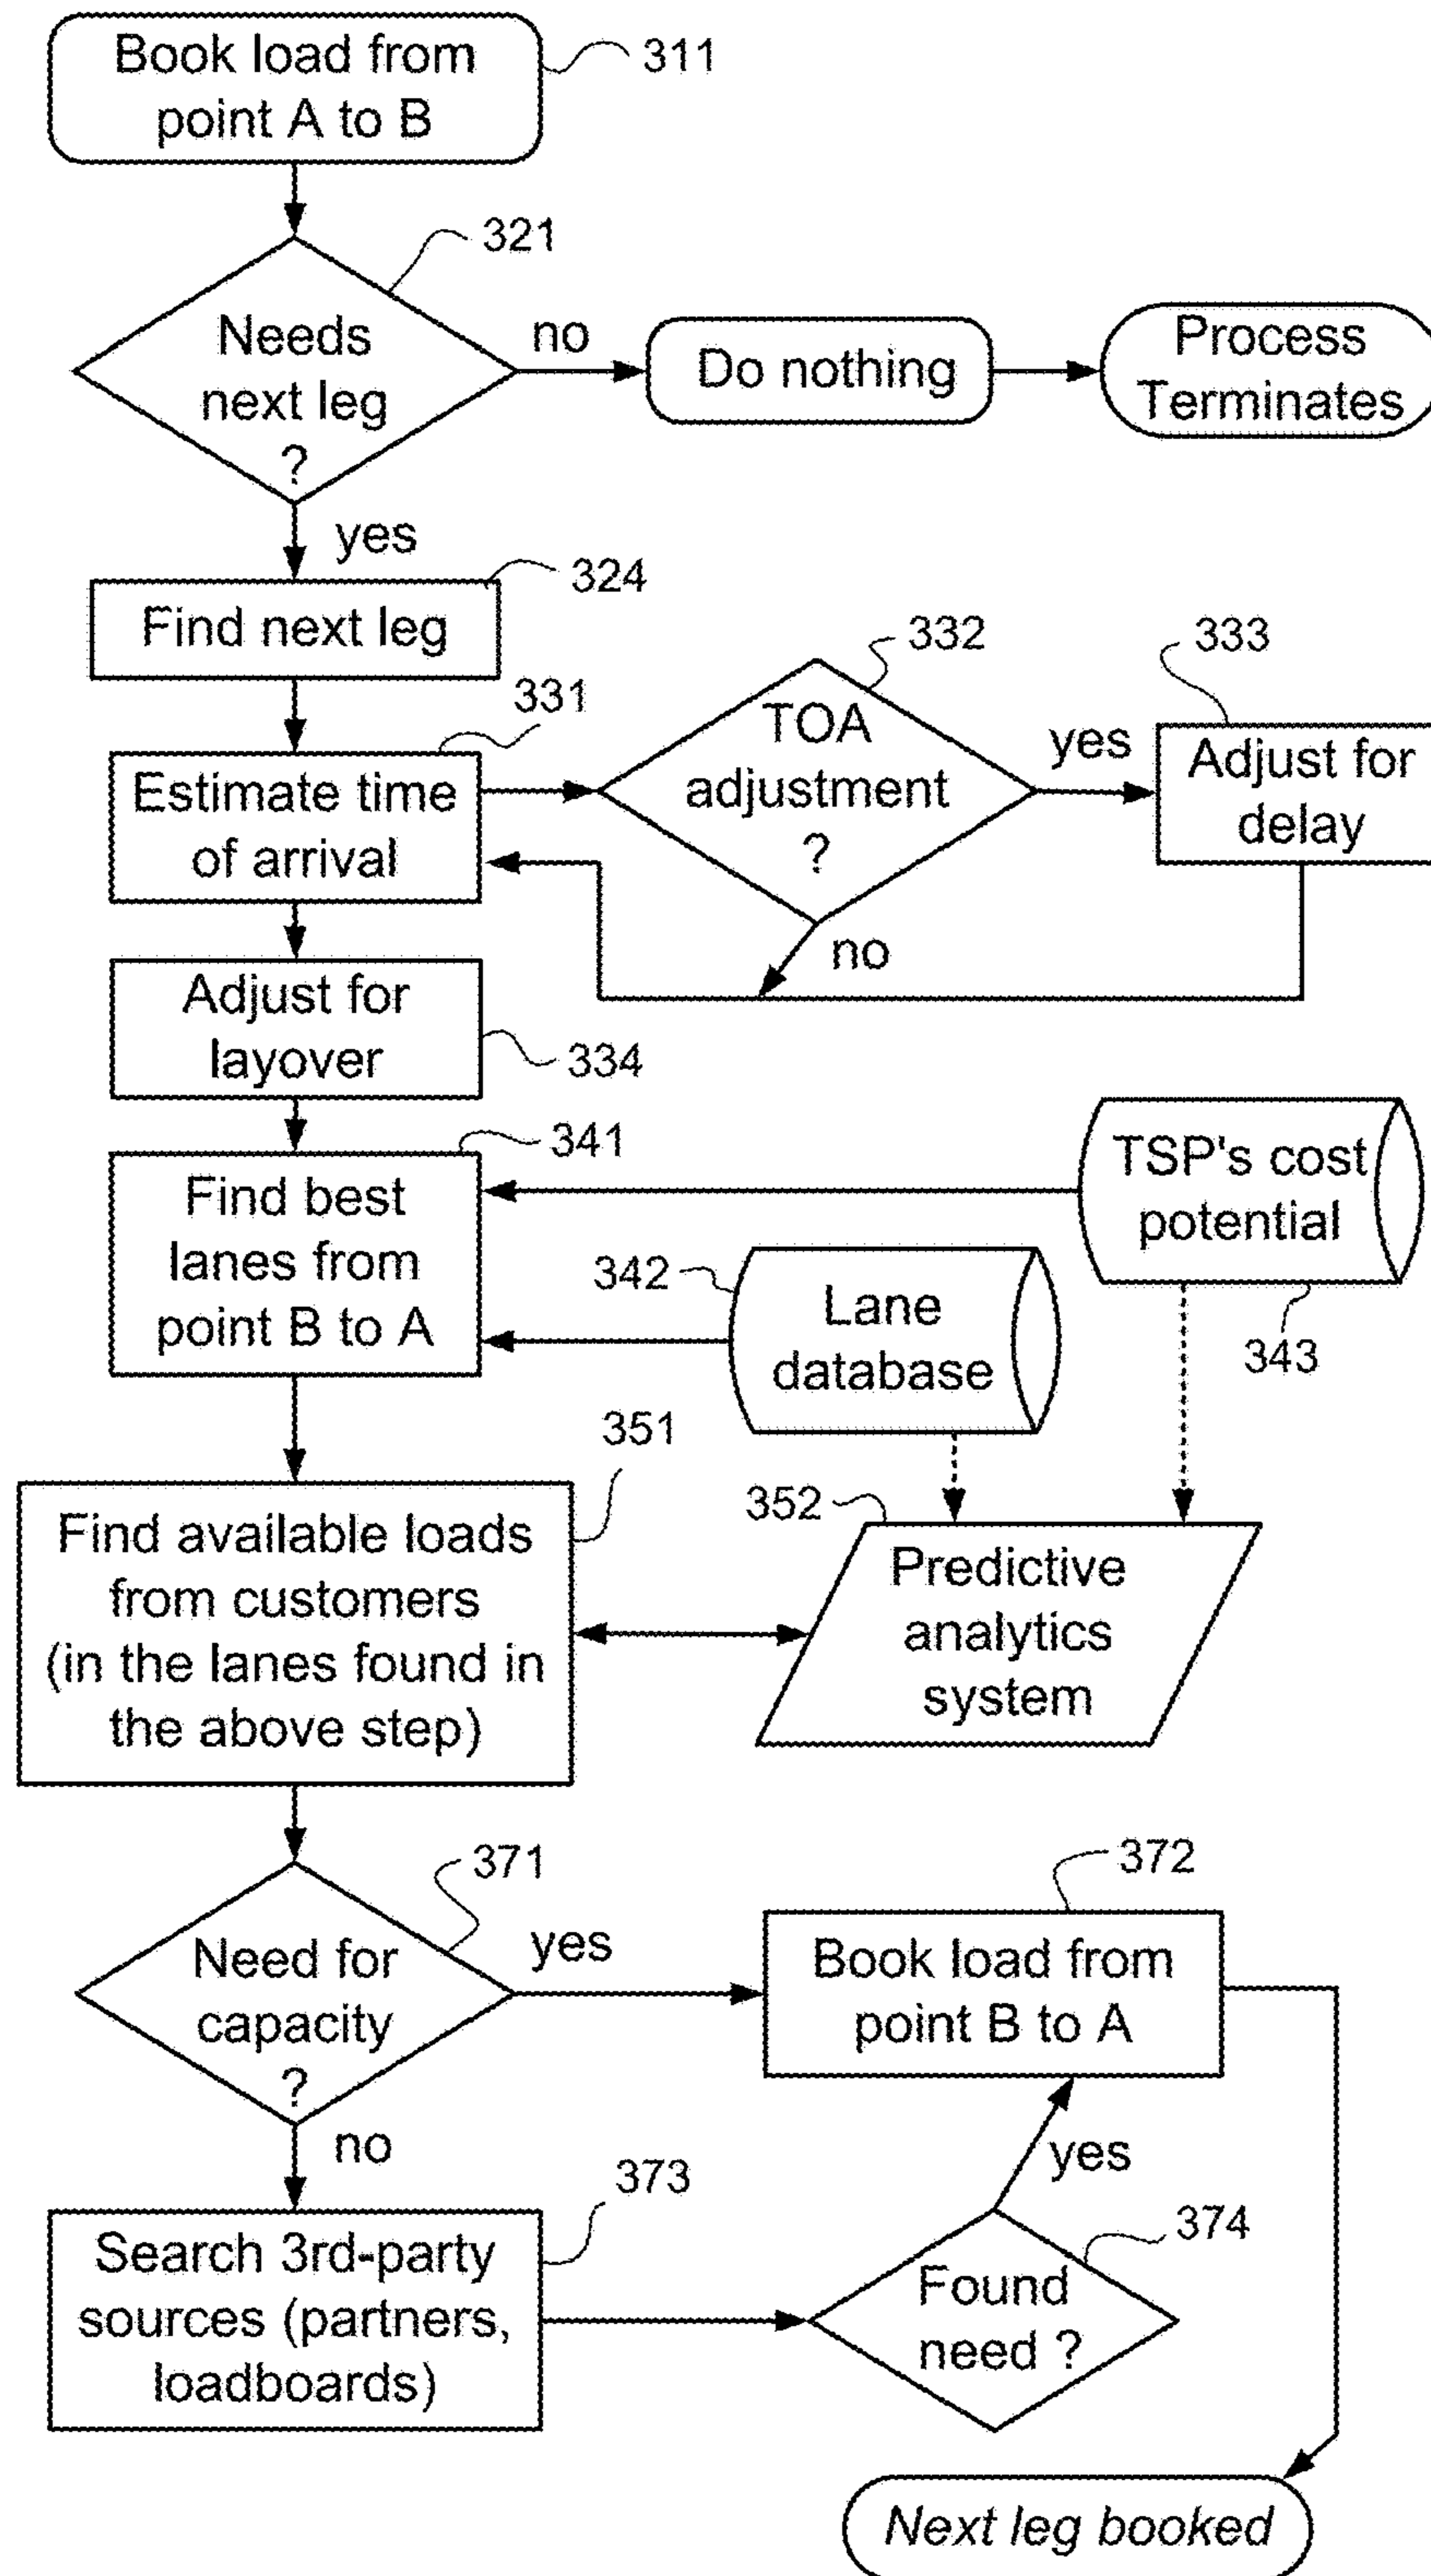 Book load from
point A to B
311
321
Needs
next leg
?
no
Do nothing
Process
Terminates
yes
324
Find next leg
331
Estimate time
of arrival
332
TOA
adjustment
?
yes
333
Adjust for
delay
no
Adjust for
layover
334
341
Find best
lanes from
point B to A
TSP's cost
potential
343
342
Lane
database
351
Find available loads
from customers
(in the lanes found in
the above step)
352
Predictive
analytics
system
371
Need for
capacity
?
yes
372
Book load from
point B to A
no
373
Search 3rd-party
sources (partners,
loadboards)
yes
374
Found
need ?
Next leg booked